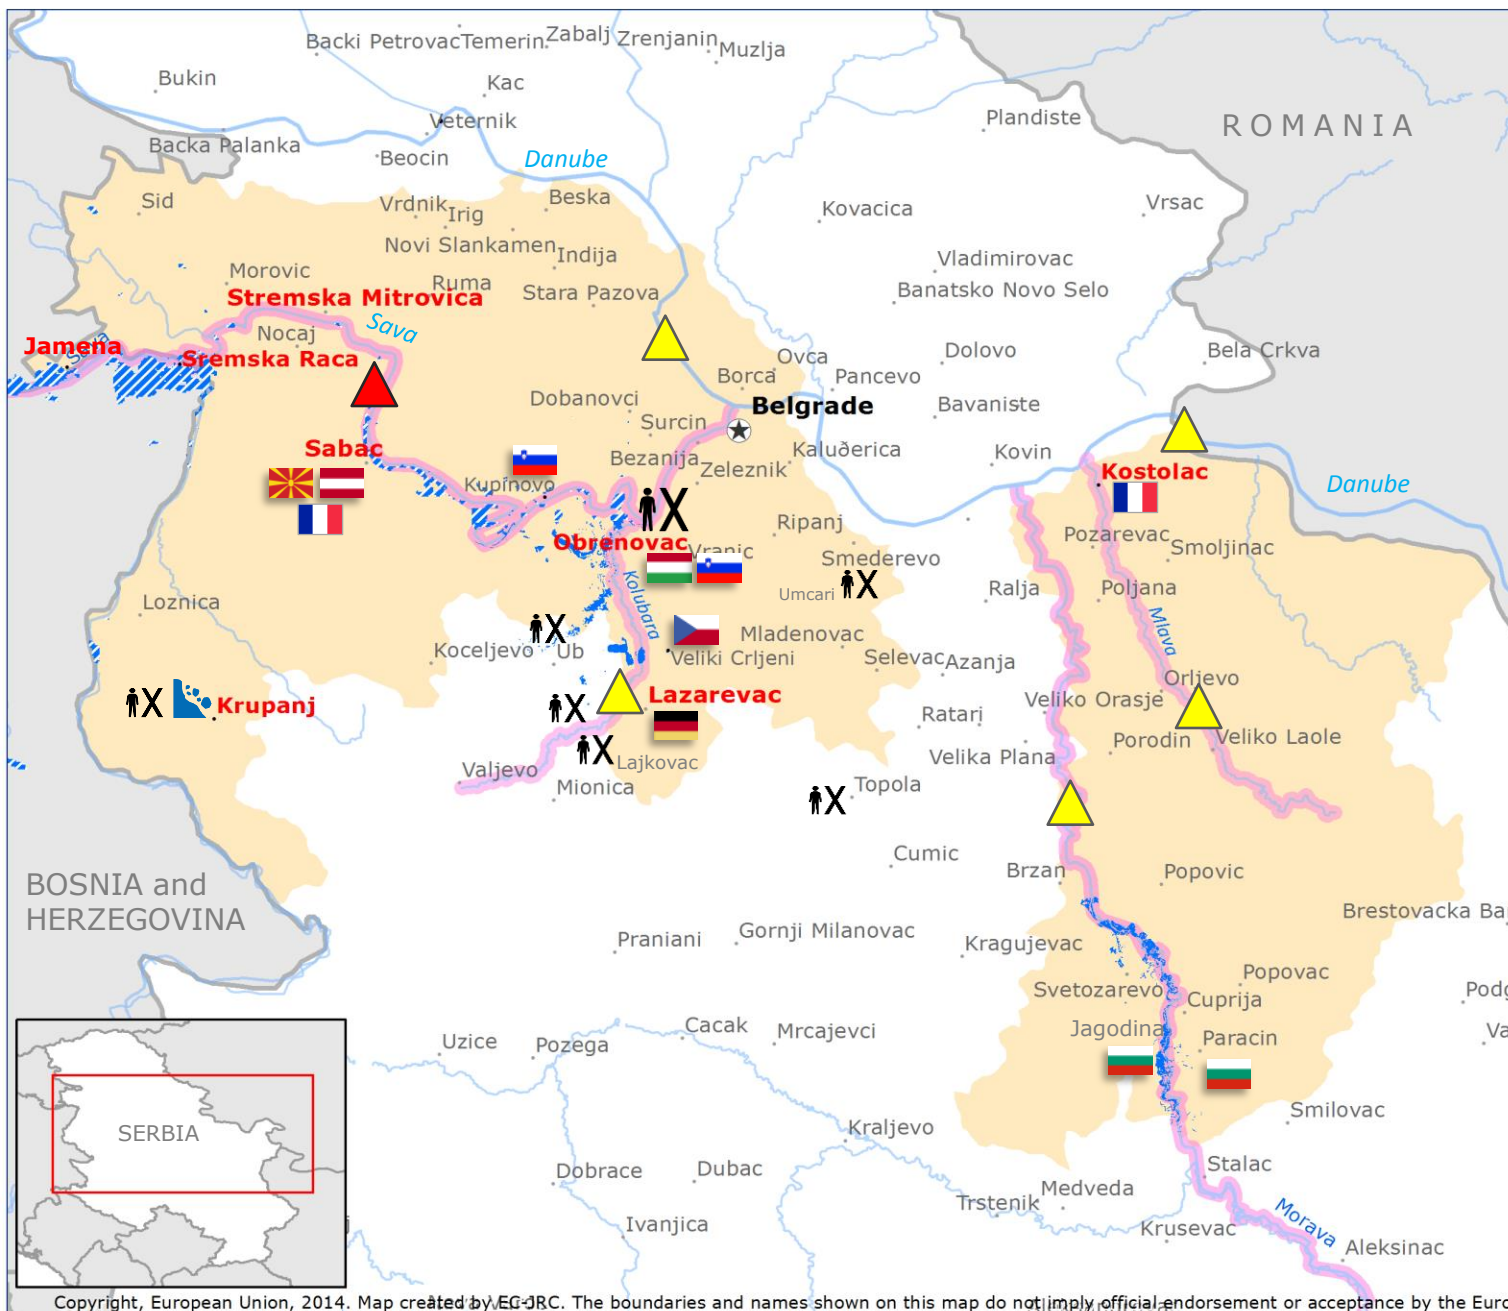 Backi Petrovac
Temerin
Zabalj
Zrenjanin
Muzlja
Bukin
Kac
Plandiste
ROMANIA
Veternik
Backa Palanka
Beocin
Danube
Sid
Vrdnik
Irig
Beska
Kovacica
Vrsac
Novi Slankamen
Indija
Vladimirovac
Morovic
Ruma
Stara Pazova
Banatsko Novo Selo
Stremska Mitrovica
Sava
Nocaj
Jamena
Sava
Sremska Raca
Ovca
Dolovo
Bela Crkva
Borca
Pancevo
Dobanovci
Belgrade
Bavaniste
Surcin
Sabac
Bezanija
Zeleznik
Kaluðerica
Kovin
Kostolac
Kupinovo
Danube
Ripanj
Obrenovac
Vranic
Smederevo
Pozarevac
Smoljinac
Kolubara
Umcari
Ralja
Poljana
Loznica
Mlava
Mladenovac
Koceljevo
Ub
Veliki Crljeni
Selevac
Azanja
Orljevo
Krupanj
Lazarevac
Ratari
Veliko Orasje
Porodin
Veliko Laole
Velika Plana
Valjevo
Lajkovac
Mionica
Topola
Cumic
Brzan
Popovic
BOSNIA and
HERZEGOVINA
Brestovacka Ba
Praniani
Gornji Milanovac
Kragujevac
Popovac
Svetozarevo
Cuprija
Podg
Jagodina
Paracin
Va
Uzice
Pozega
Cacak
Mrcajevci
Smilovac
SERBIA
Kraljevo
Dobrace
Dubac
Stalac
Trstenik
Medveda
Ivanjica
Krusevac
Morava
Aleksinac
Copyright, European Union, 2014. Map created by EC-JRC. The boundaries and names shown on this map do not imply official endorsement or acceptance by the Euro